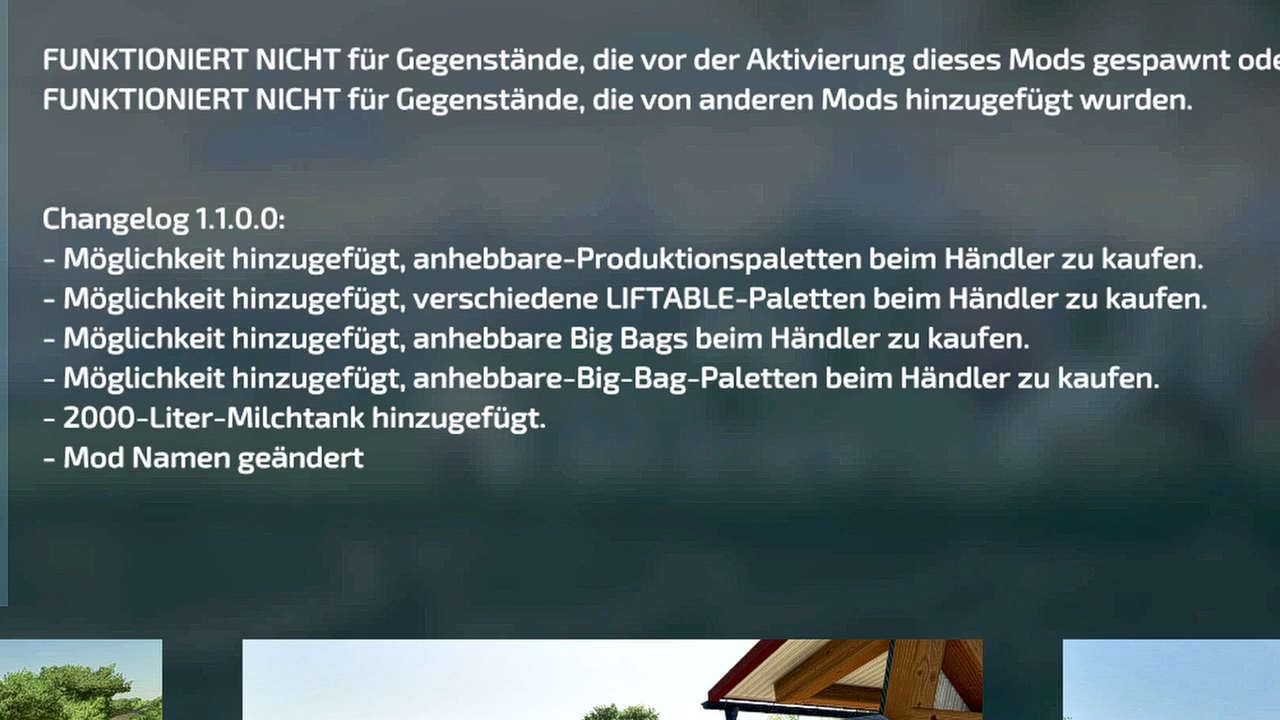 FUNKTIONIERT NICHT für Gegenstände, die vor der Aktivierung dieses Mods gespawnt
FUNKTIONIERT NICHT für Gegenstände, die von anderen Mods hinzugefügt wurden.
Changelog 1.1.0.0:
- Möglichkeit hinzugefügt, anhebbare-Produktionspaletten beim Händler zu kaufen.
- Möglichkeit hinzugefügt, verschiedene LIFTABLE-Paletten beim Händler zu kaufen.
- Möglichkeit hinzugefügt, anhebbare Big Bags beim Händler zu kaufen.
- Möglichkeit hinzugefügt, anhebbare-Big-Bag-Paletten beim Händler zu kaufen.
- 2000-Liter-Milchtank hinzugefügt.
- Mod Namen geändert